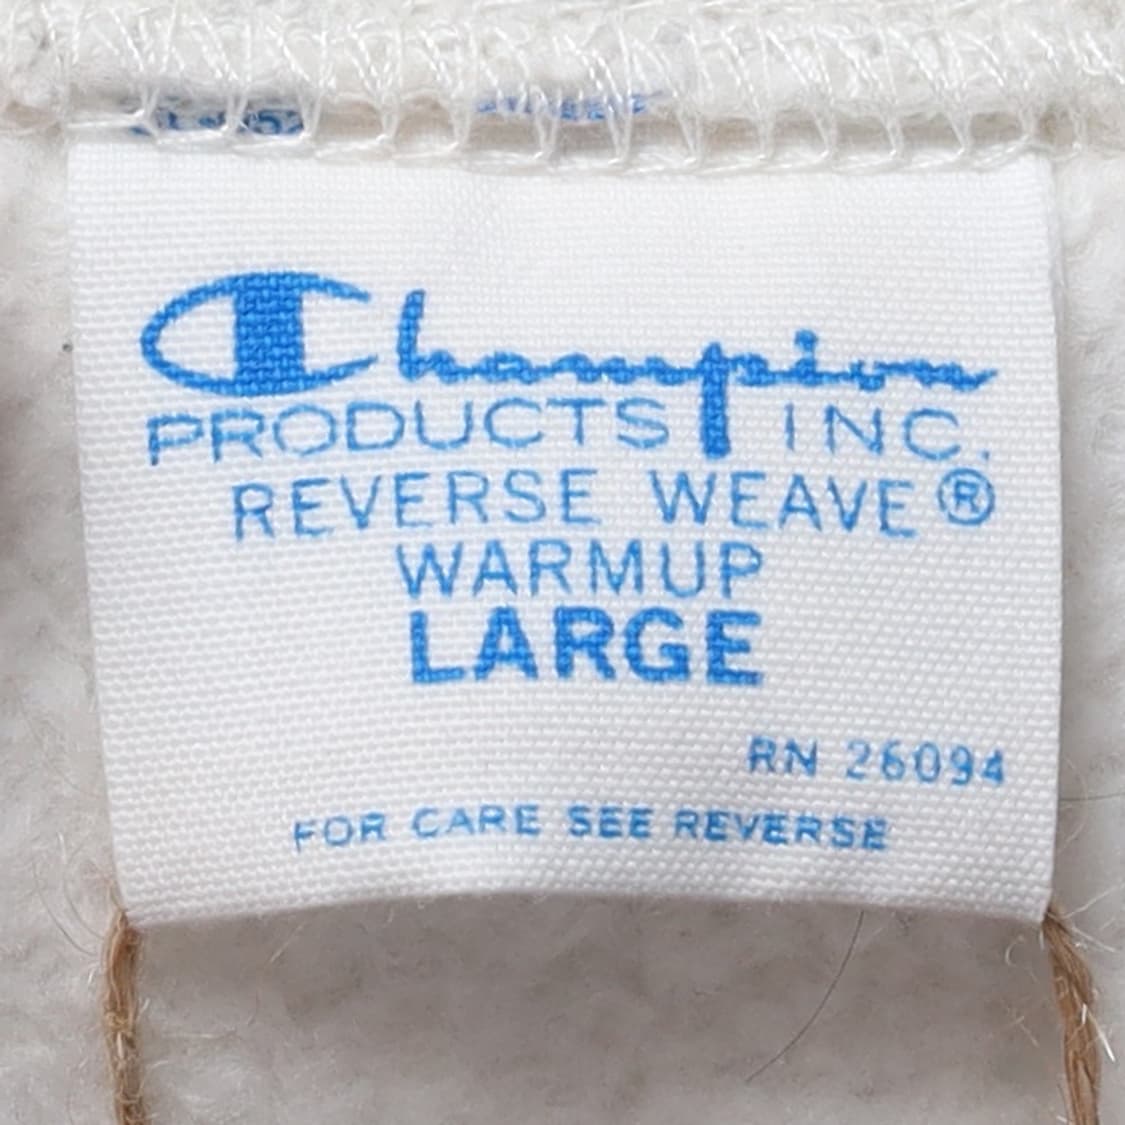 Champion
PRODUCTS INC.
REVERSE WEAVE®
WARMUP
LARGE
RN 26094
FOR CARE SEE REVERSE